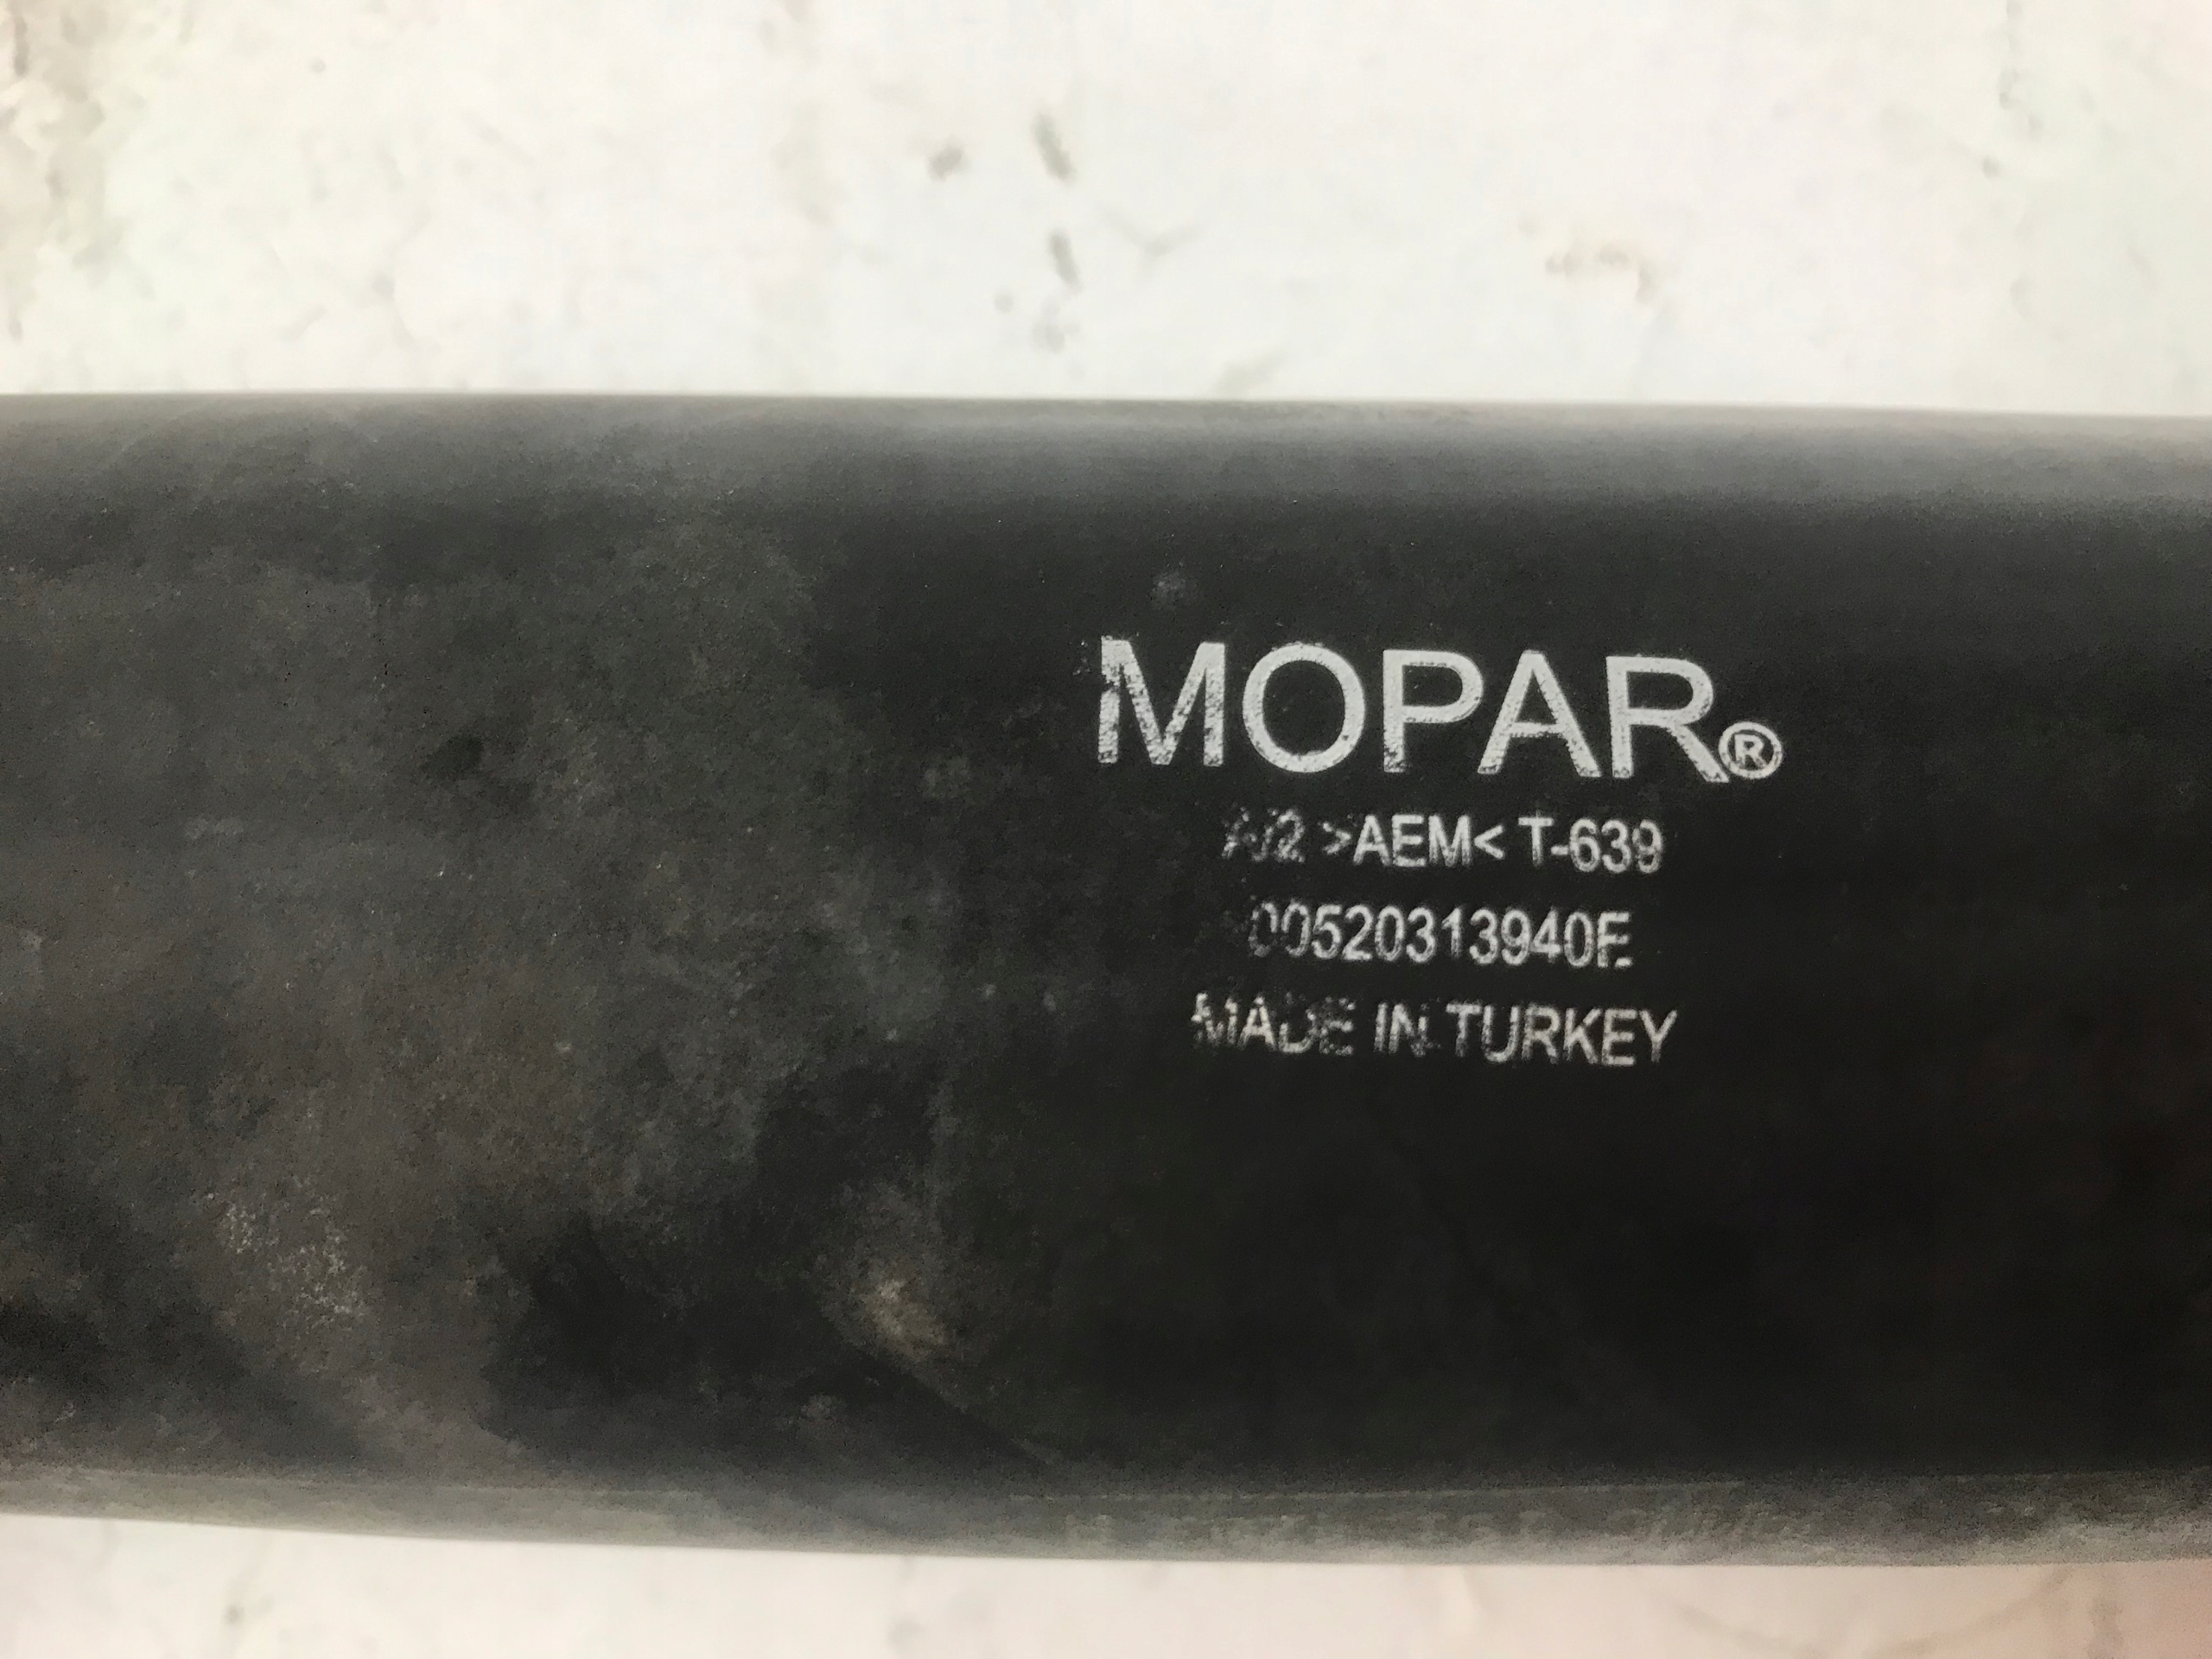 MOPAR®
>AEM< T-639
00520313940E
MADE IN TURKEY